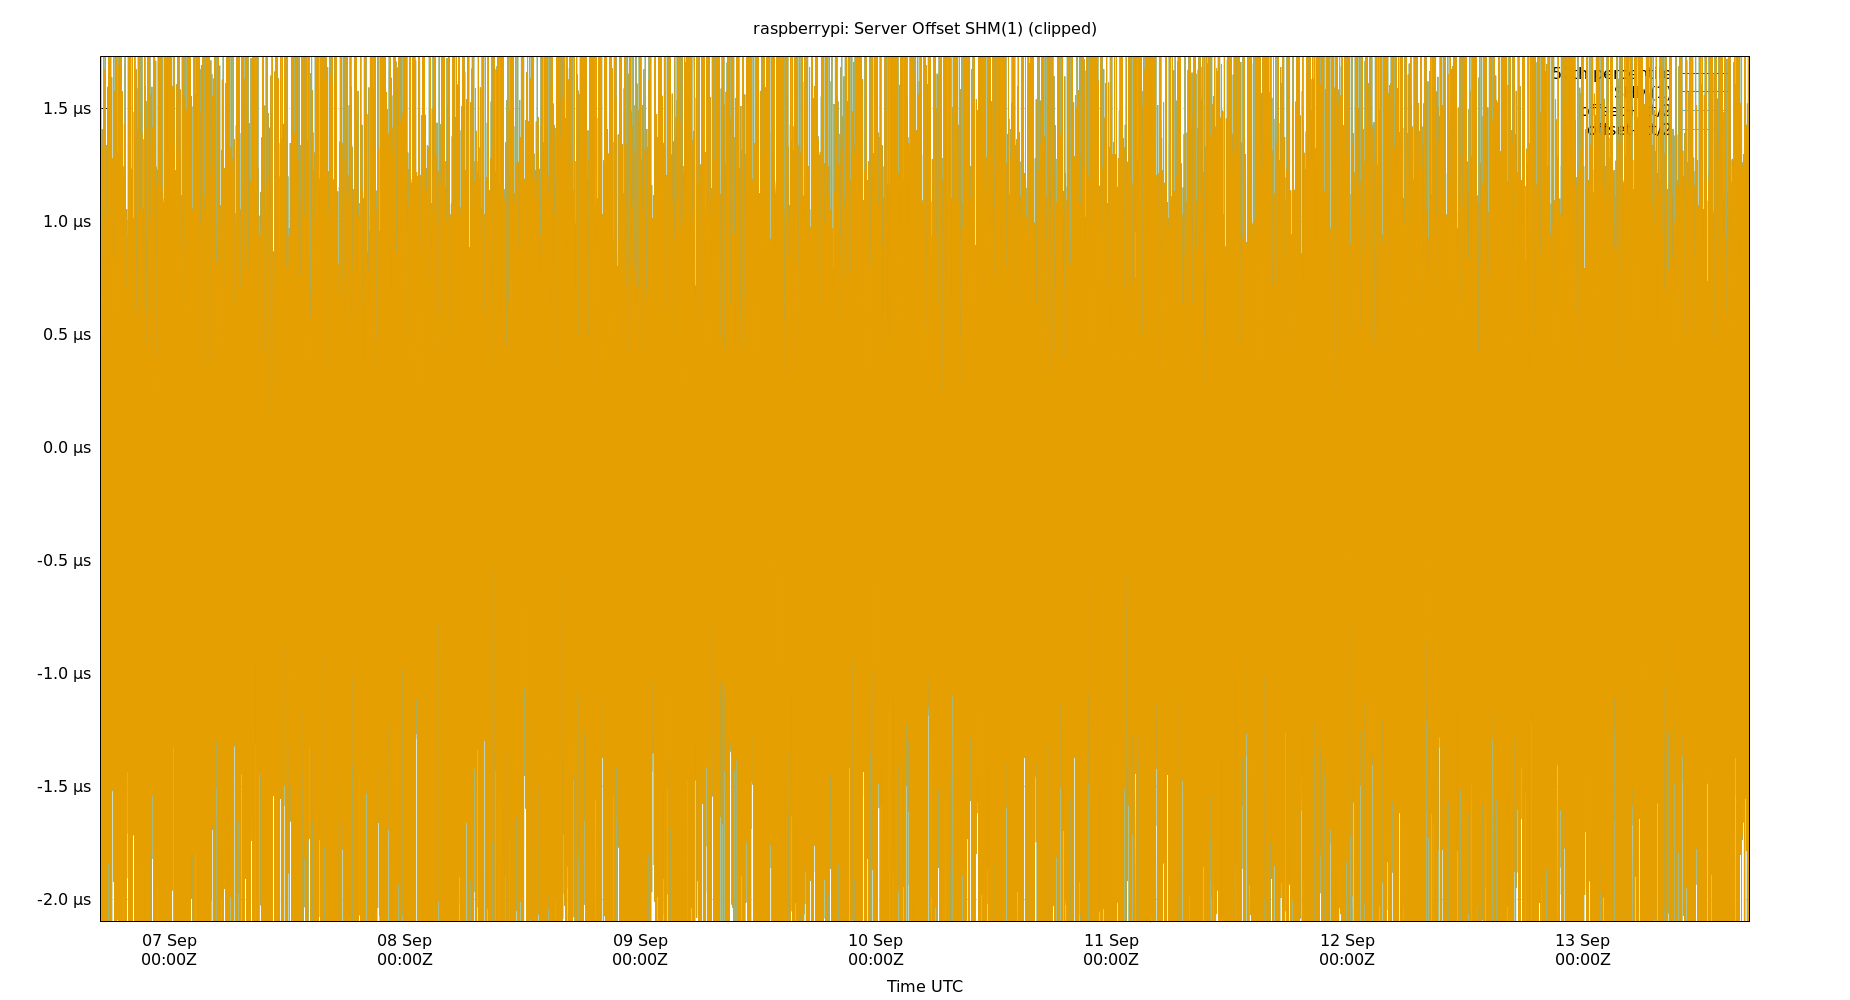 raspberrypi: Server Offset SHM(1) (clipped)
1.5 µs
1.0 µs
0.5 µs
0.0 µs
-0.5 µs
-1.0 µs
-1.5 µs
-2.0 µs
07 Sep 08 Sep 09 Sep 10 Sep 11 Sep 12 Sep 13 Sep
00:00Z 00:00Z 00:00Z 00:00Z 00:00Z 00:00Z 00:00Z
Time UTC